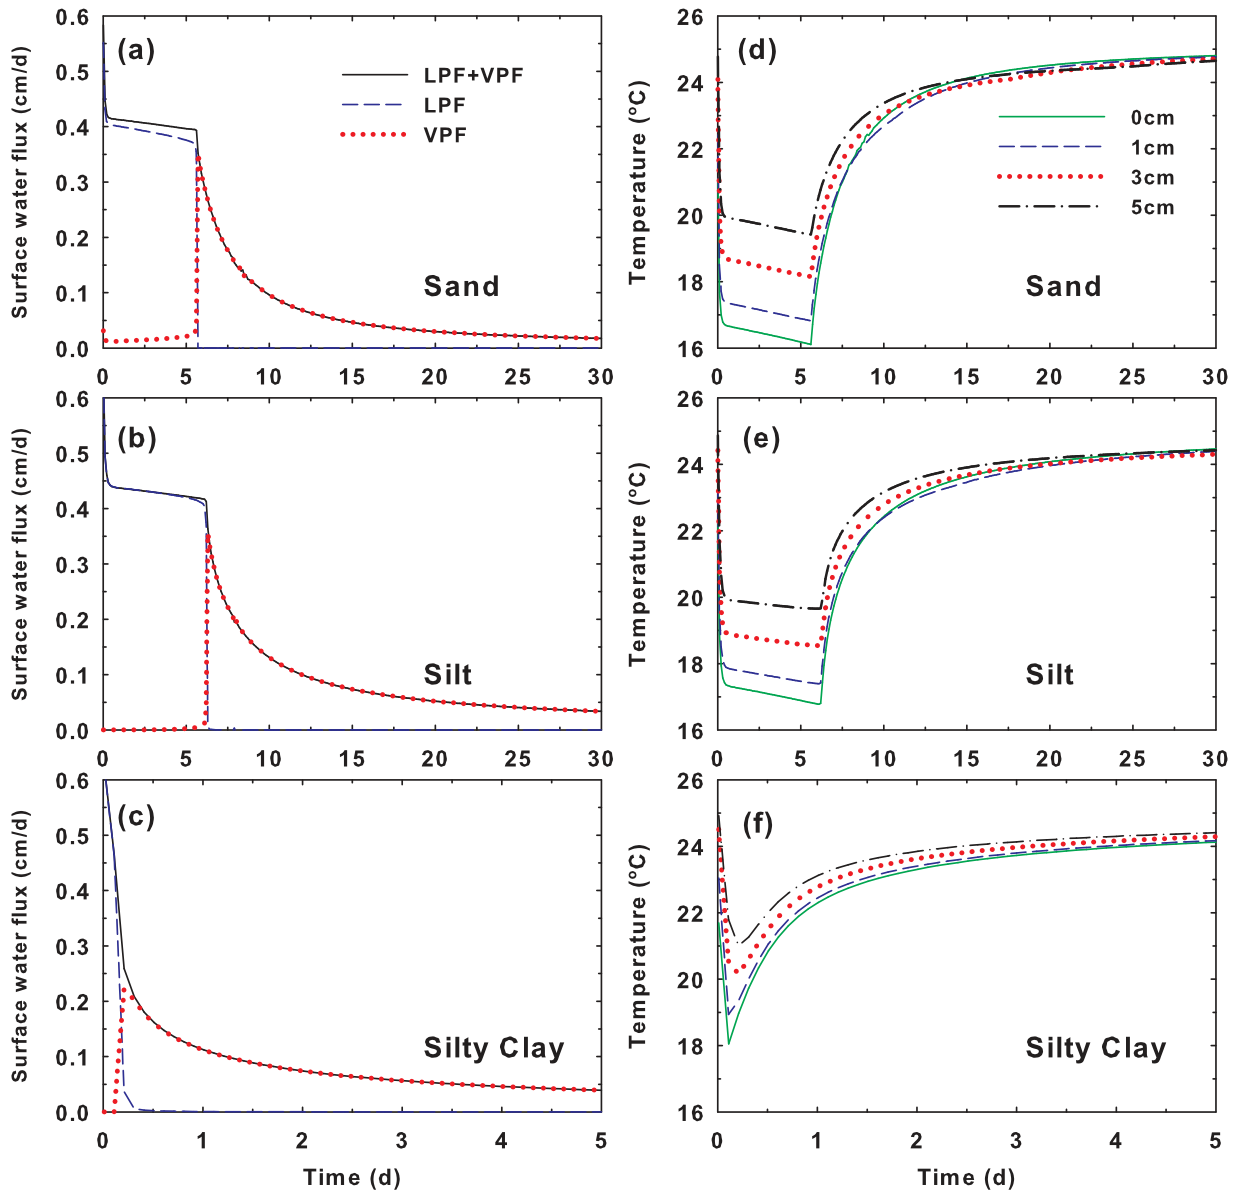 Surface water flux (cm/d)
0.6
0.5
0.4
0.3
0.2
0.1
0.0
(a)
LPF+VPF
LPF
VPF
Sand
0 5 10 15 20 25 30
Temperature (°C)
26
24
22
20
18
16
(d)
0cm
1cm
3cm
5cm
Sand
0 5 10 15 20 25 30
Surface water flux (cm/d)
0.6
0.5
0.4
0.3
0.2
0.1
0.0
(b)
Silt
0 5 10 15 20 25 30
Temperature (°C)
26
24
22
20
18
16
(e)
Silt
0 5 10 15 20 25 30
Surface water flux (cm/d)
0.6
0.5
0.4
0.3
0.2
0.1
0.0
(c)
Silty Clay
0 1 2 3 4 5
Time (d)
Temperature (°C)
26
24
22
20
18
16
(f)
Silty Clay
0 1 2 3 4 5
Time (d)